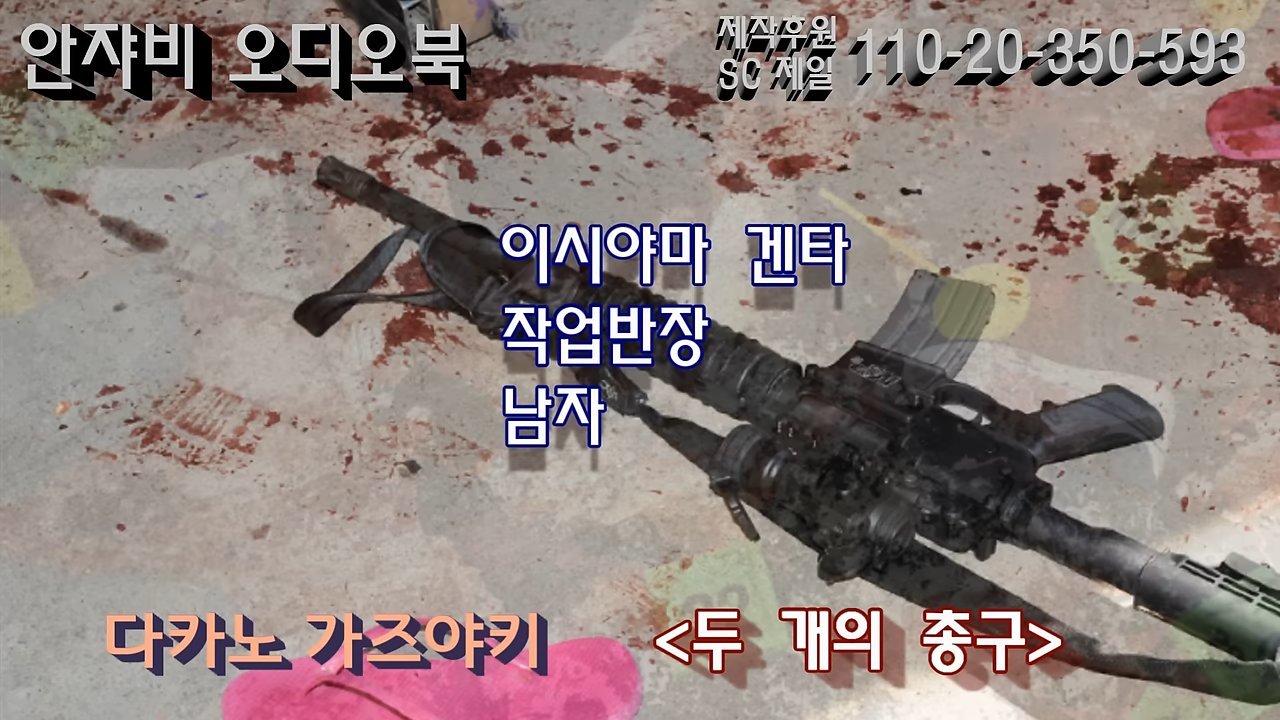 안쟈비 오디오북
제작후원
SC 제일
110-20-350-593
이시야마 겐타
작업반장
남자
다카노 가즈야키
<두 개의 총구>